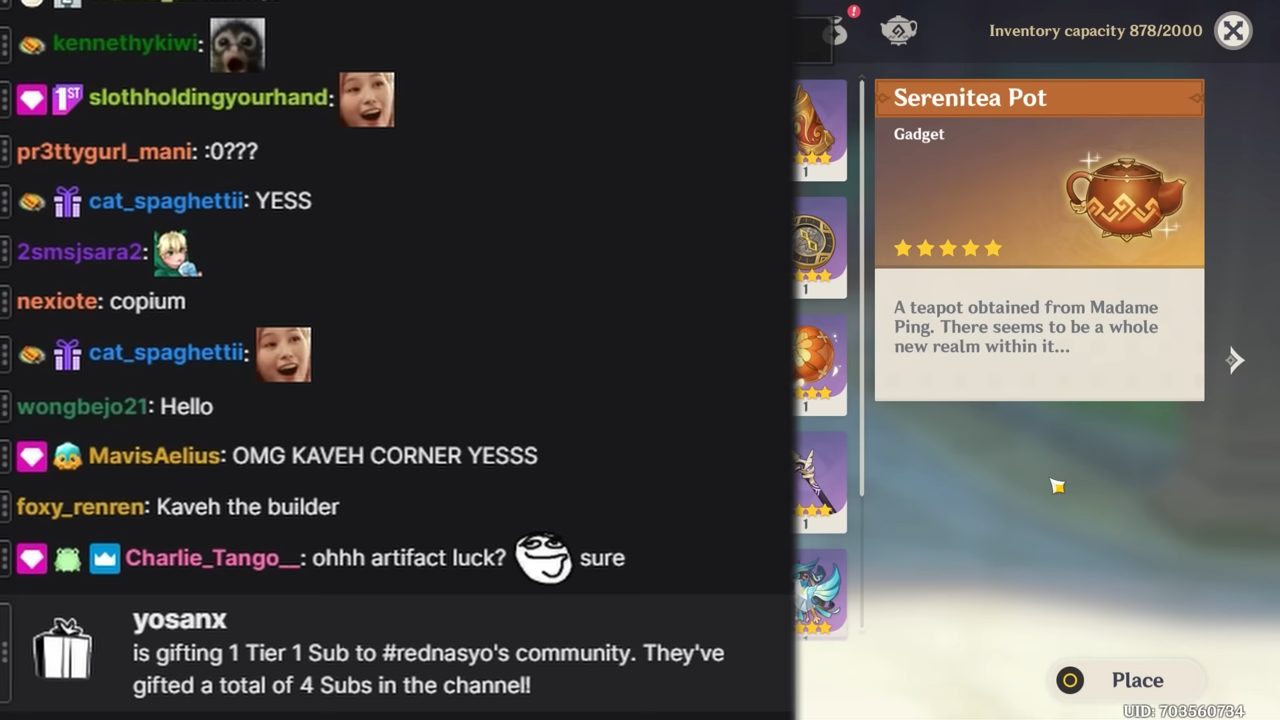 kennethykiwi:
1ST slothholdingyourhand:
pr3ttygurl_mani: :0???
cat_spaghettii: YESS
2smsjsara2:
nexiote: copium
cat_spaghettii:
wongbejo21: Hello
MavisAelius: OMG KAVEH CORNER YESSS
foxy_renren: Kaveh the builder
Charlie_Tango__: ohhh artifact luck? sure
yosanx
is gifting 1 Tier 1 Sub to #rednasyo's community. They've
gifted a total of 4 Subs in the channel!
Inventory capacity 878/2000
1
1
1
1
Serenitea Pot
Gadget
A teapot obtained from Madame
Ping. There seems to be a whole
new realm within it...
Place
UID: 703560734